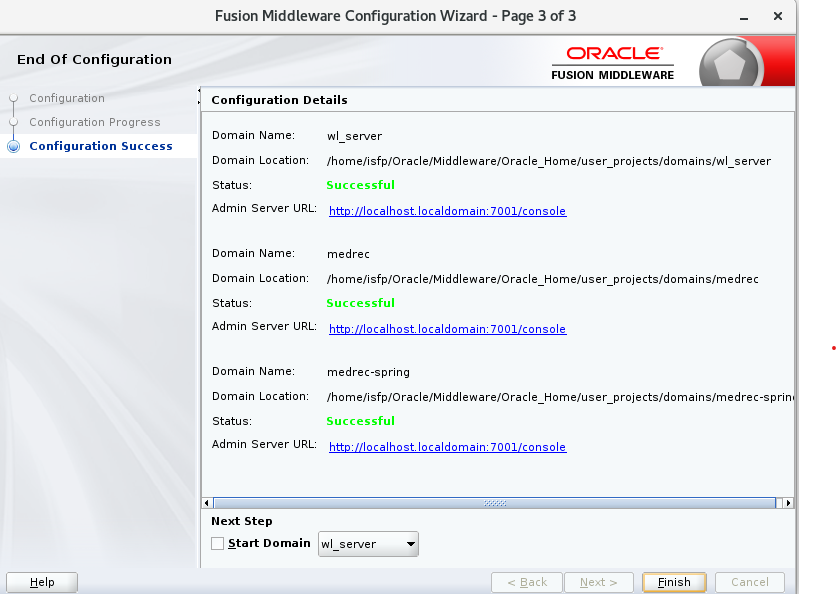 Fusion Middleware Configuration Wizard - Page 3 of 3
End Of Configuration
ORACLE
FUSION MIDDLEWARE
Configuration
Configuration Progress
Configuration Success
Configuration Details
Domain Name: wl_server
Domain Location: /home/isfp/Oracle/Middleware/Oracle_Home/user_projects/domains/wl_server
Status: Successful
Admin Server URL: http://localhost.localdomain:7001/console
Domain Name: medrec
Domain Location: /home/isfp/Oracle/Middleware/Oracle_Home/user_projects/domains/medrec
Status: Successful
Admin Server URL: http://localhost.localdomain:7001/console
Domain Name: medrec-spring
Domain Location: /home/isfp/Oracle/Middleware/Oracle_Home/user_projects/domains/medrec-spring
Status: Successful
Admin Server URL: http://localhost.localdomain:7001/console
Next Step
Start Domain wl_server
Help < Back Next > Finish Cancel